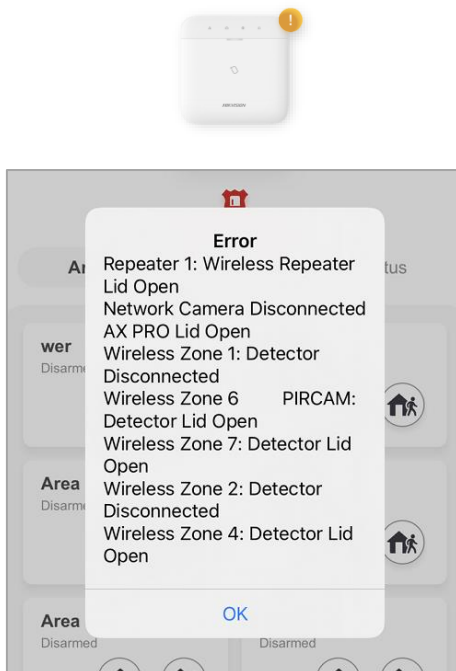 HIKVISION
Error
Repeater 1: Wireless Repeater
Lid Open
Network Camera Disconnected
AX PRO Lid Open
Wireless Zone 1: Detector
Disconnected
Wireless Zone 6 PIRCAM:
Detector Lid Open
Wireless Zone 7: Detector Lid
Open
Wireless Zone 2: Detector
Disconnected
Wireless Zone 4: Detector Lid
Open
OK
wer
Area
Area
Disarmed
Disarmed